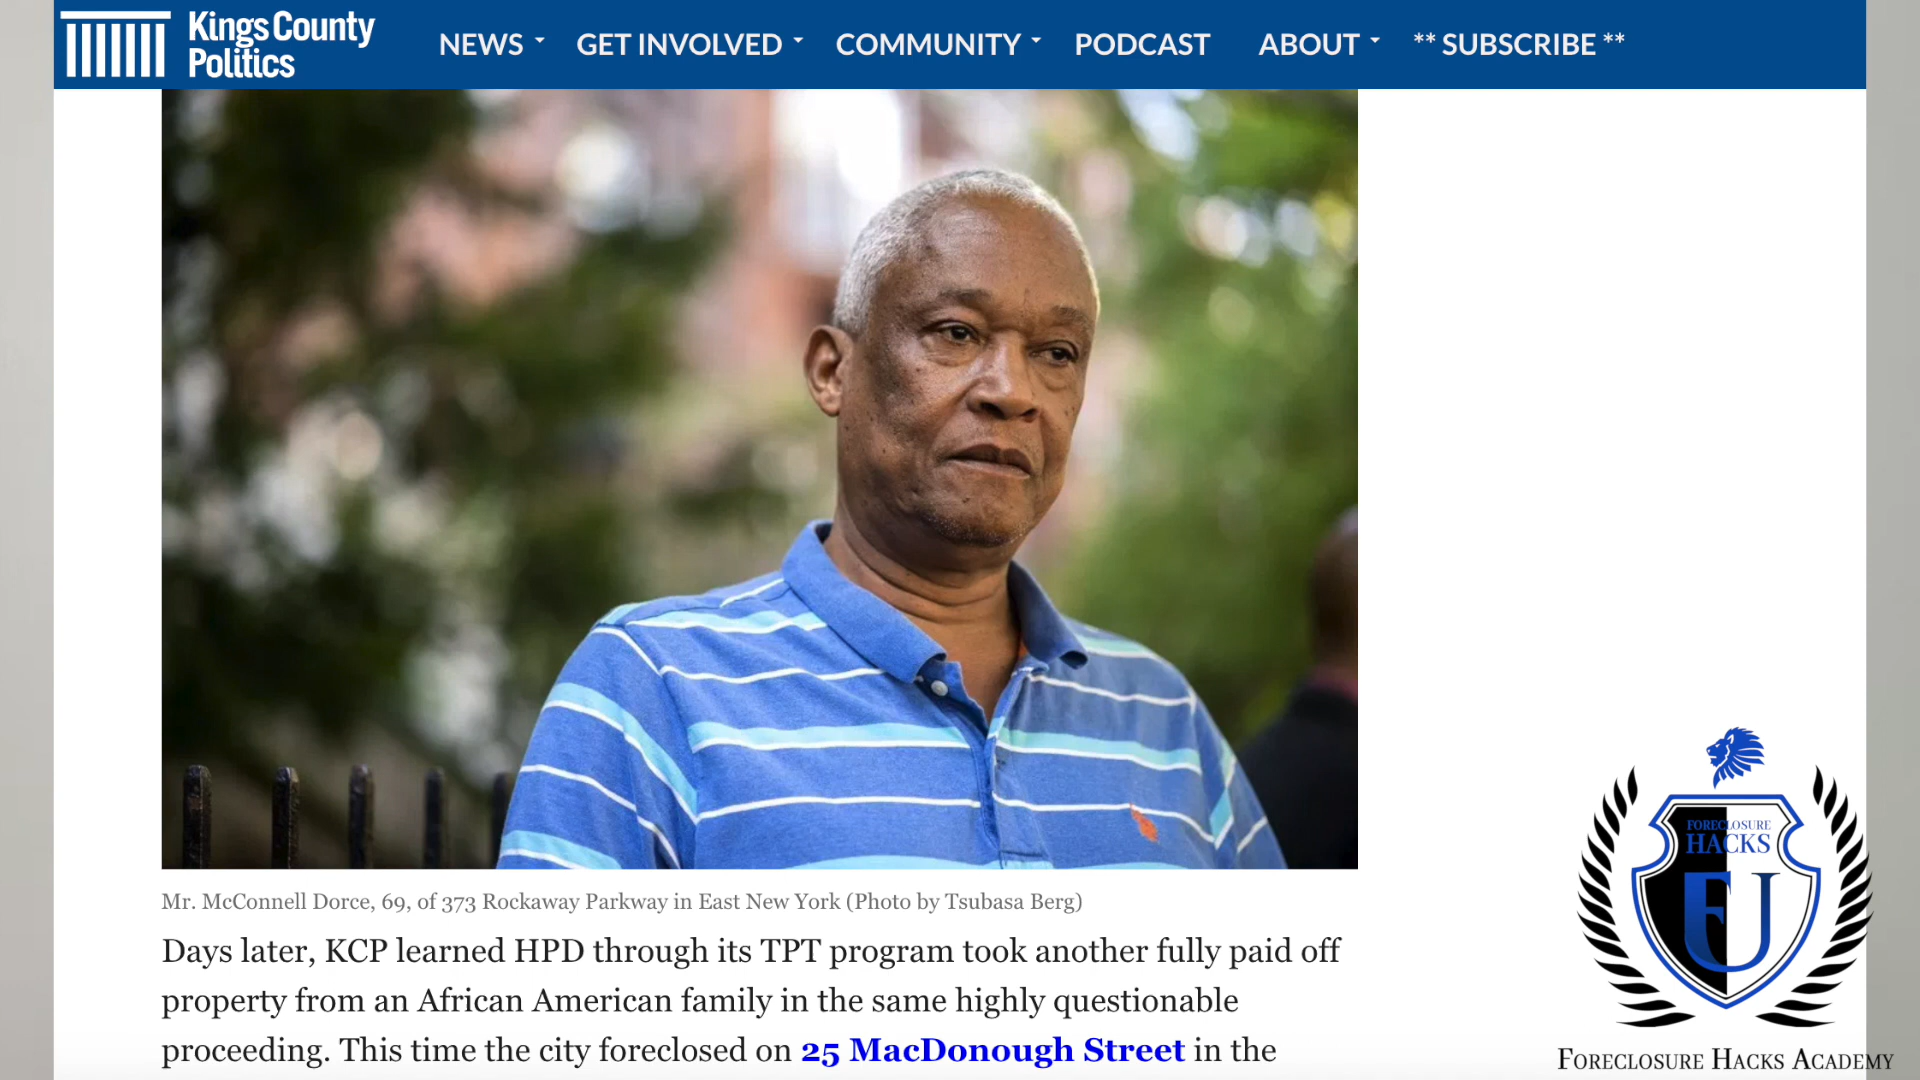 Kings County
Politics
NEWS GET INVOLVED COMMUNITY PODCAST ABOUT ** SUBSCRIBE **
Mr. McConnell Dorce, 69, of 373 Rockaway Parkway in East New York (Photo by Tsubasa Berg)
Days later, KCP learned HPD through its TPT program took another fully paid off
property from an African American family in the same highly questionable
proceeding. This time the city foreclosed on 25 MacDonough Street in the
FORECLOSURE
HACKS
FU
FORECLOSURE HACKS ACADEMY